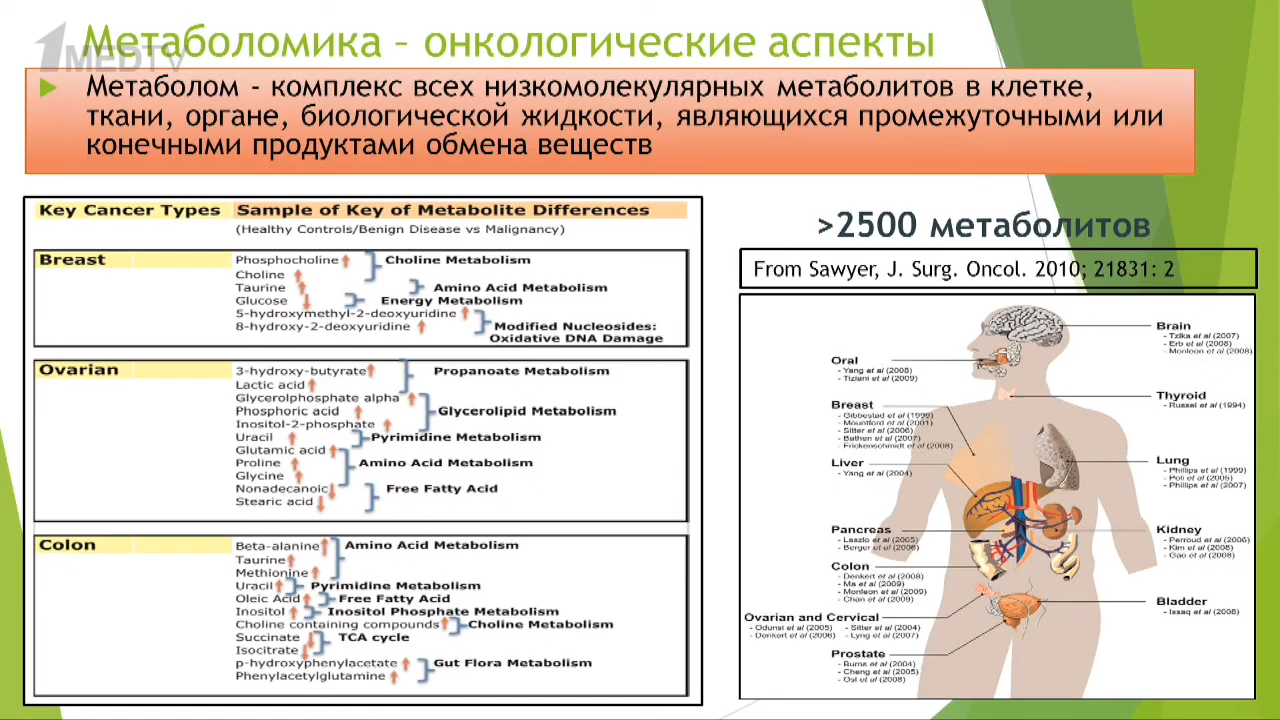 1
MEDTV
Метаболомика – онкологические аспекты
Метаболом - комплекс всех низкомолекулярных метаболитов в клетке,
ткани, органе, биологической жидкости, являющихся промежуточными или
конечными продуктами обмена веществ
Key Cancer Types Sample of Key of Metabolite Differences
(Healthy Controls/Benign Disease vs Malignancy)
Breast
Phosphocholine
Choline Metabolism
Choline
Taurine
Amino Acid Metabolism
Glucose
Energy Metabolism
5-hydroxymethyl-2-deoxyuridine
8-hydroxy-2-deoxyuridine
Modified Nucleosides:
Oxidative DNA Damage
Ovarian
3-hydroxy-butyrate
Propanoate Metabolism
Lactic acid
Glycerolphosphate alpha
Phosphoric acid
Glycerolipid Metabolism
Inositol-2-phosphate
Uracil
Pyrimidine Metabolism
Glutamic acid
Proline
Amino Acid Metabolism
Glycine
Nonadecanoic
Free Fatty Acid
Stearic acid
Colon
Beta-alanine
Amino Acid Metabolism
Taurine
Methionine
Uracil
Pyrimidine Metabolism
Oleic Acid
Free Fatty Acid
Inositol
Inositol Phosphate Metabolism
Choline containing compounds
Choline Metabolism
Succinate
TCA cycle
Isocitrate
p-hydroxyphenylacetate
Gut Flora Metabolism
Phenylacetylglutamine
>2500 метаболитов
From Sawyer, J. Surg. Oncol. 2010; 21831: 2
Oral
- Yang et al (2008)
- Tiziani et al (2009)
Breast
- Gibbestad et al (1999)
- Mountford et al (2001)
- Sitter et al (2006)
- Bathen et al (2007)
- Frickenschmidt et al (2008)
Liver
- Yang et al (2004)
Pancreas
- Laszlo et al (2005)
- Berger et al (2006)
Colon
- Denkert et al (2008)
- Ma et al (2009)
- Monleon et al (2009)
- Chan et al (2009)
Ovarian and Cervical
- Odunsi et al (2005) - Sitter et al (2004)
- Denkert et al (2006) - Lyng et al (2007)
Prostate
- Burns et al (2004)
- Cheng et al (2005)
- Osl et al (2008)
Brain
- Tzika et al (2007)
- Erb et al (2008)
- Monleon et al (2008)
Thyroid
- Russel et al (1994)
Lung
- Phillips et al (1999)
- Poli et al (2005)
- Phillips et al (2007)
Kidney
- Perroud et al (2006)
- Kim et al (2008)
- Gao et al (2008)
Bladder
- Issaq et al (2008)